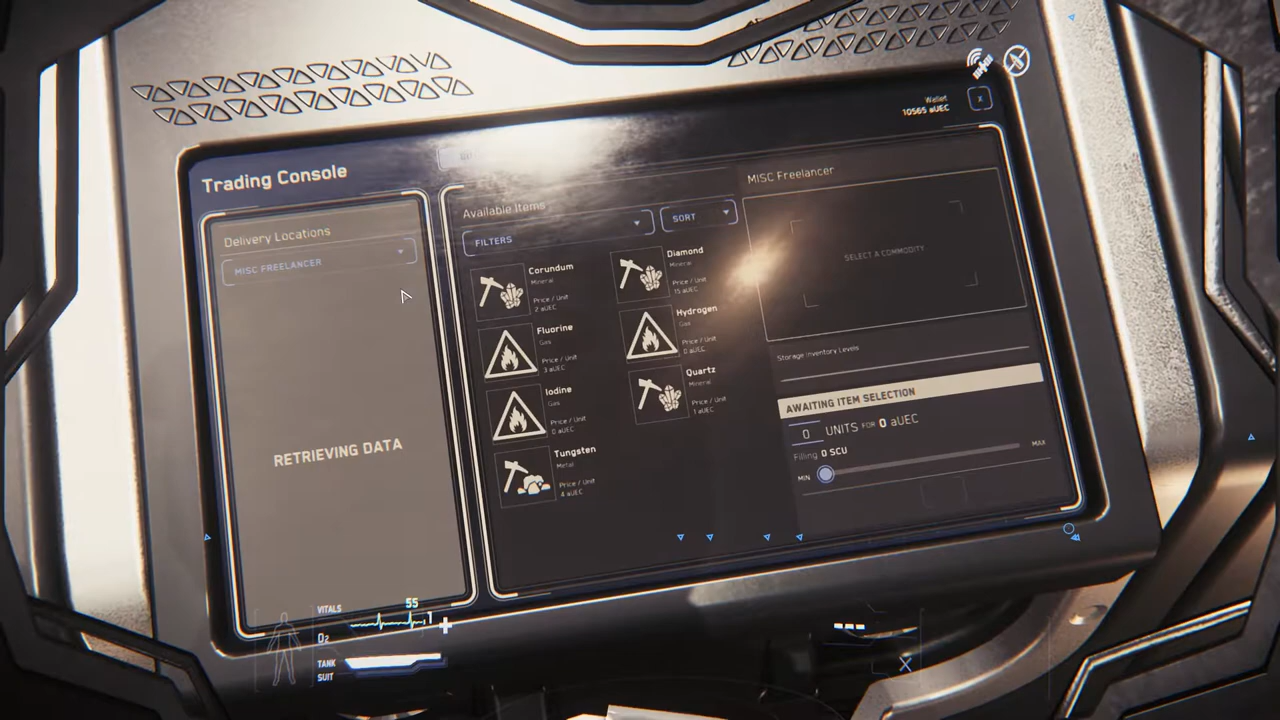 Wallet
10565 aUEC
x
Trading Console
Delivery Locations
MISC FREELANCER
RETRIEVING DATA
Available Items
FILTERS
SORT
Corundum
Mineral
Price / Unit
2 aUEC
Diamond
Mineral
Price / Unit
15 aUEC
Fluorine
Gas
Price / Unit
3 aUEC
Hydrogen
Gas
Price / Unit
0 aUEC
Iodine
Gas
Price / Unit
0 aUEC
Quartz
Mineral
Price / Unit
1 aUEC
Tungsten
Metal
Price / Unit
4 aUEC
MISC Freelancer
SELECT A COMMODITY
Storage Inventory Levels
AWAITING ITEM SELECTION
0 UNITS FOR 0 aUEC
Filling 0 SCU
MIN
MAX
VITALS
55
O2
TANK
SUIT